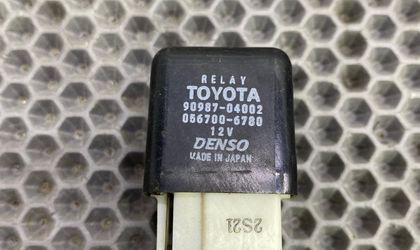 RELAY
TOYOTA
90987-04002
056700-6780
12V
DENSO
MADE IN JAPAN
2S21